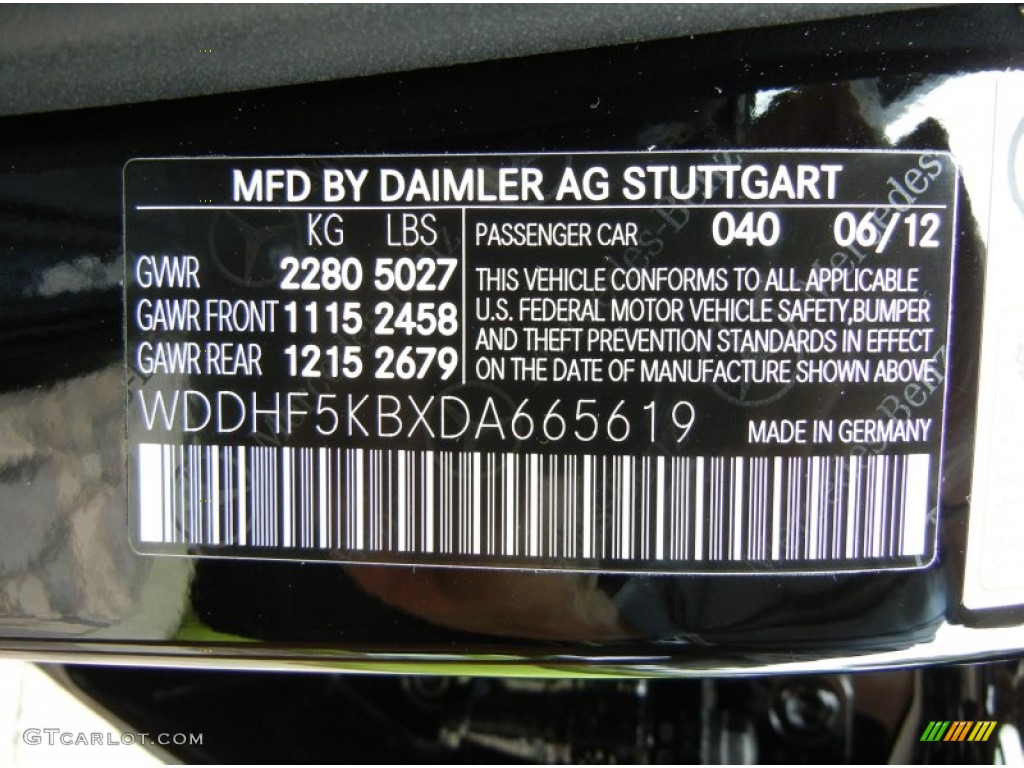 MFD BY DAIMLER AG STUTTGART
KG LBS
GVWR 2280 5027
GAWR FRONT 1115 2458
GAWR REAR 1215 2679
PASSENGER CAR 040 06/12
THIS VEHICLE CONFORMS TO ALL APPLICABLE
U.S. FEDERAL MOTOR VEHICLE SAFETY, BUMPER
AND THEFT PREVENTION STANDARDS IN EFFECT
ON THE DATE OF MANUFACTURE SHOWN ABOVE
WDDHF5KBXDA665619
MADE IN GERMANY
Mercedes-Benz
GTCARLOT.COM